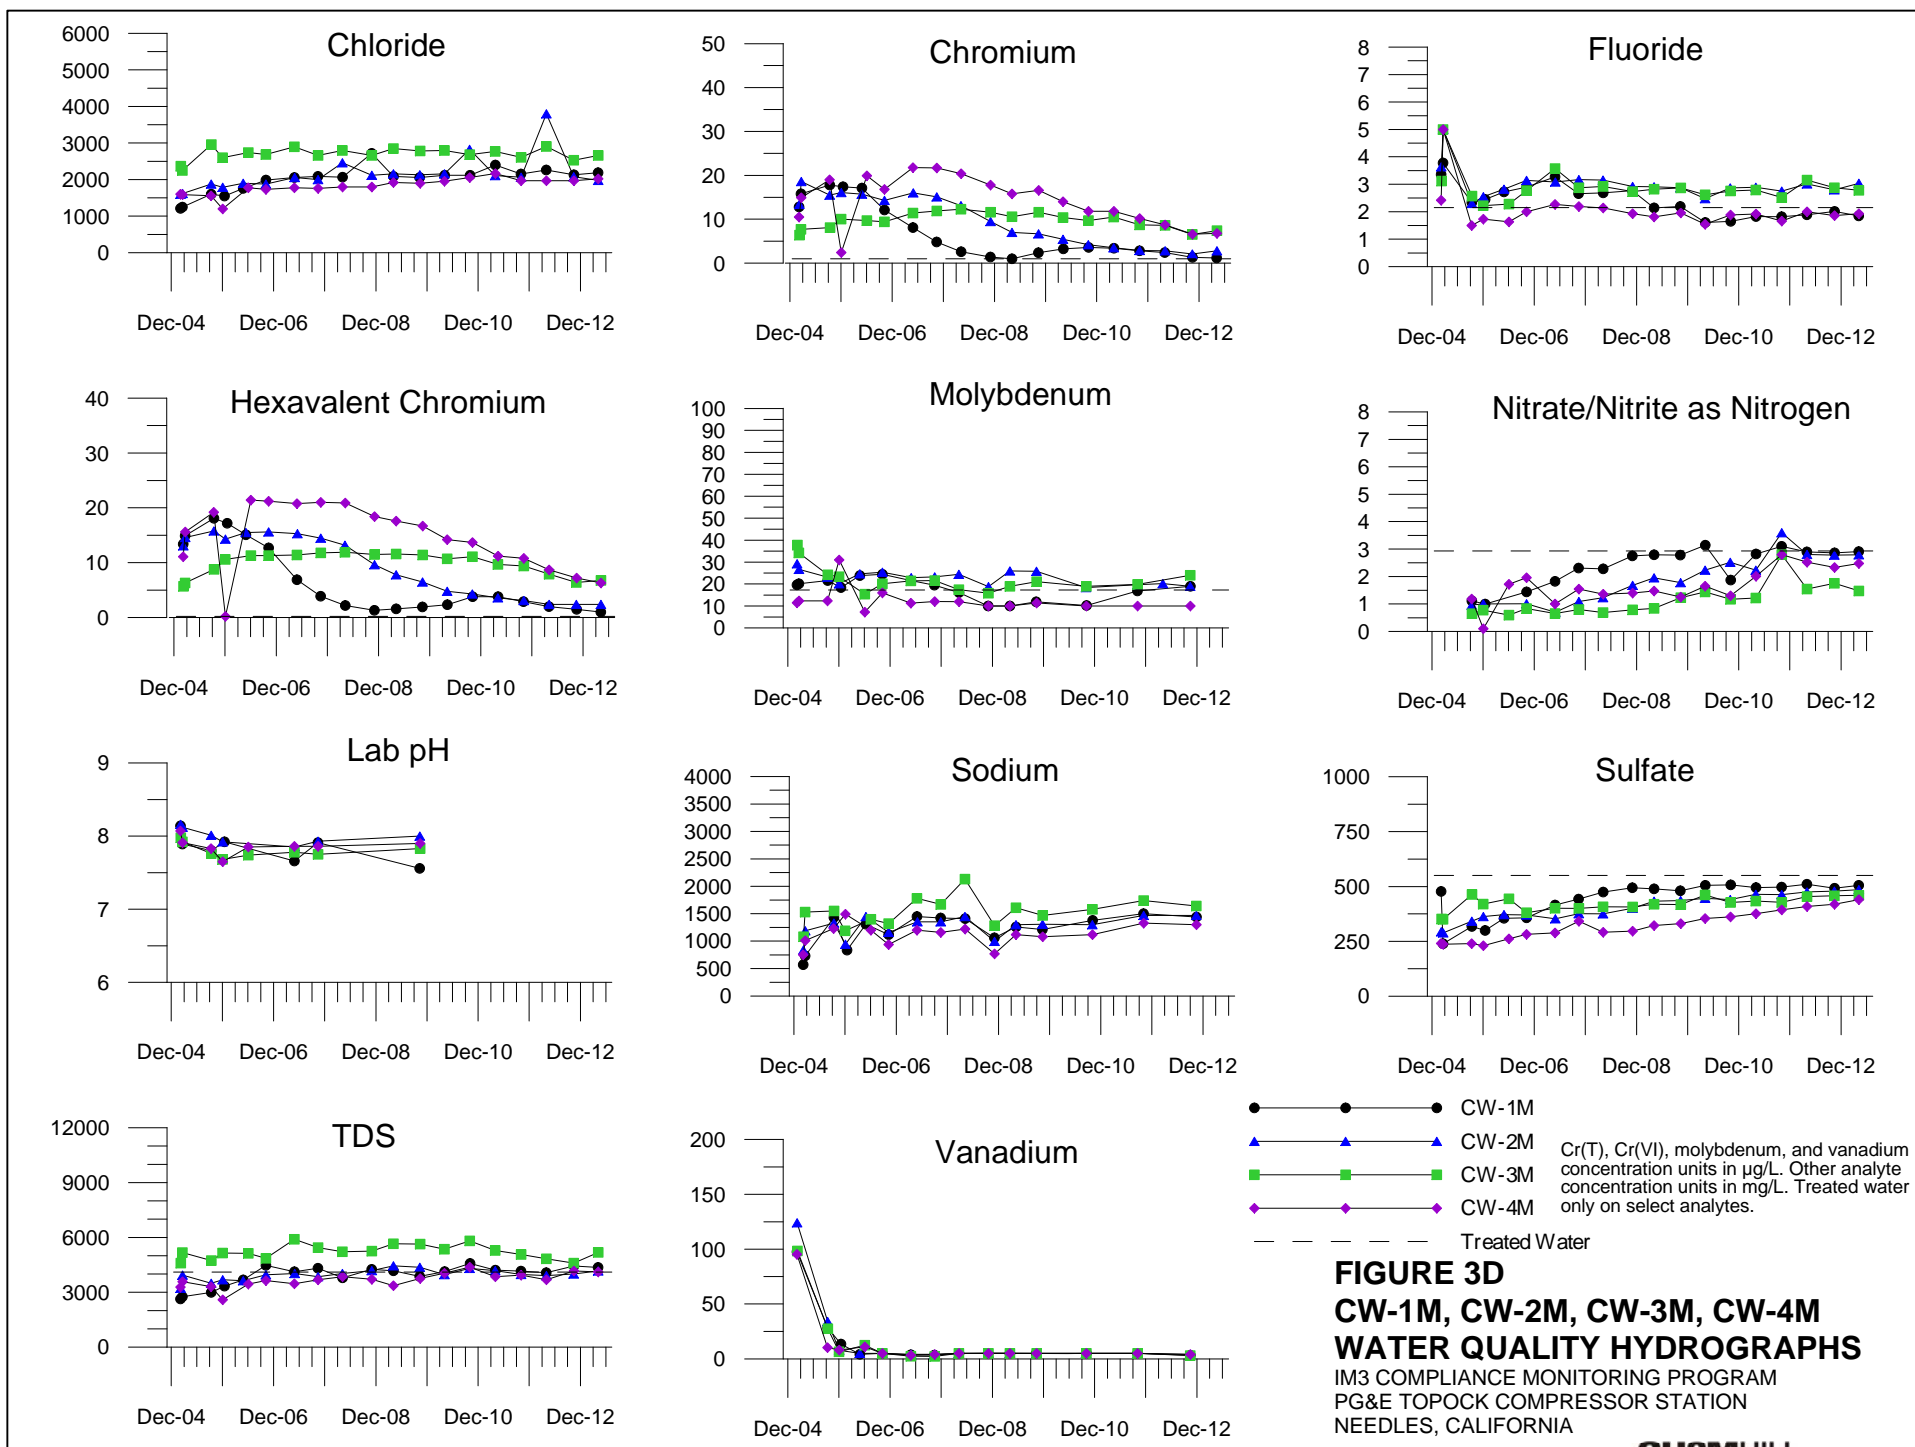 Chloride
6000
5000
4000
3000
2000
1000
0
Dec-04 Dec-06 Dec-08 Dec-10 Dec-12
Chromium
50
40
30
20
10
0
Dec-04 Dec-06 Dec-08 Dec-10 Dec-12
Fluoride
8
7
6
5
4
3
2
1
0
Dec-04 Dec-06 Dec-08 Dec-10 Dec-12
Hexavalent Chromium
40
30
20
10
0
Dec-04 Dec-06 Dec-08 Dec-10 Dec-12
Molybdenum
100
90
80
70
60
50
40
30
20
10
0
Dec-04 Dec-06 Dec-08 Dec-10 Dec-12
Nitrate/Nitrite as Nitrogen
8
7
6
5
4
3
2
1
0
Dec-04 Dec-06 Dec-08 Dec-10 Dec-12
Lab pH
9
8
7
6
Dec-04 Dec-06 Dec-08 Dec-10 Dec-12
Sodium
4000
3500
3000
2500
2000
1500
1000
500
0
Dec-04 Dec-06 Dec-08 Dec-10 Dec-12
Sulfate
1000
750
500
250
0
Dec-04 Dec-06 Dec-08 Dec-10 Dec-12
TDS
12000
9000
6000
3000
0
Dec-04 Dec-06 Dec-08 Dec-10 Dec-12
Vanadium
200
150
100
50
0
Dec-04 Dec-06 Dec-08 Dec-10 Dec-12
CW-1M
CW-2M
CW-3M
CW-4M
Treated Water
Cr(T), Cr(VI), molybdenum, and vanadium
concentration units in µg/L. Other analyte
concentration units in mg/L. Treated water
only on select analytes.
FIGURE 3D
CW-1M, CW-2M, CW-3M, CW-4M
WATER QUALITY HYDROGRAPHS
IM3 COMPLIANCE MONITORING PROGRAM
PG&E TOPOCK COMPRESSOR STATION
NEEDLES, CALIFORNIA